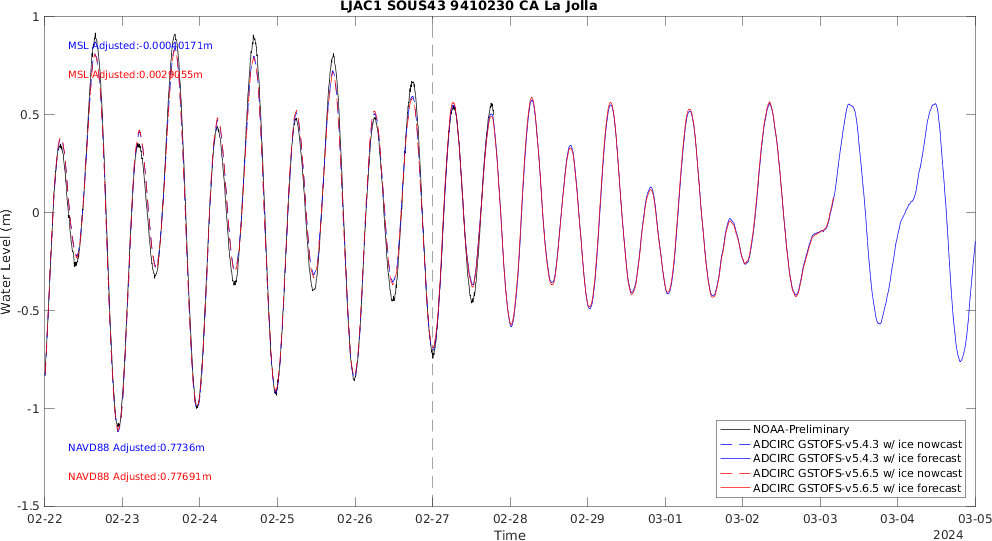 LJAC1 SOUS43 9410230 CA La Jolla
1
0.5
0
-0.5
-1
-1.5
Water Level (m)
MSL Adjusted:-0.00040171m
MSL Adjusted:0.0029055m
NAVD88 Adjusted:0.7736m
NAVD88 Adjusted:0.77691m
NOAA-Preliminary
ADCIRC GSTOFS-v5.4.3 w/ ice nowcast
ADCIRC GSTOFS-v5.4.3 w/ ice forecast
ADCIRC GSTOFS-v5.6.5 w/ ice nowcast
ADCIRC GSTOFS-v5.6.5 w/ ice forecast
02-22 02-23 02-24 02-25 02-26 02-27 02-28 02-29 03-01 03-02 03-03 03-04 03-05
Time
2024